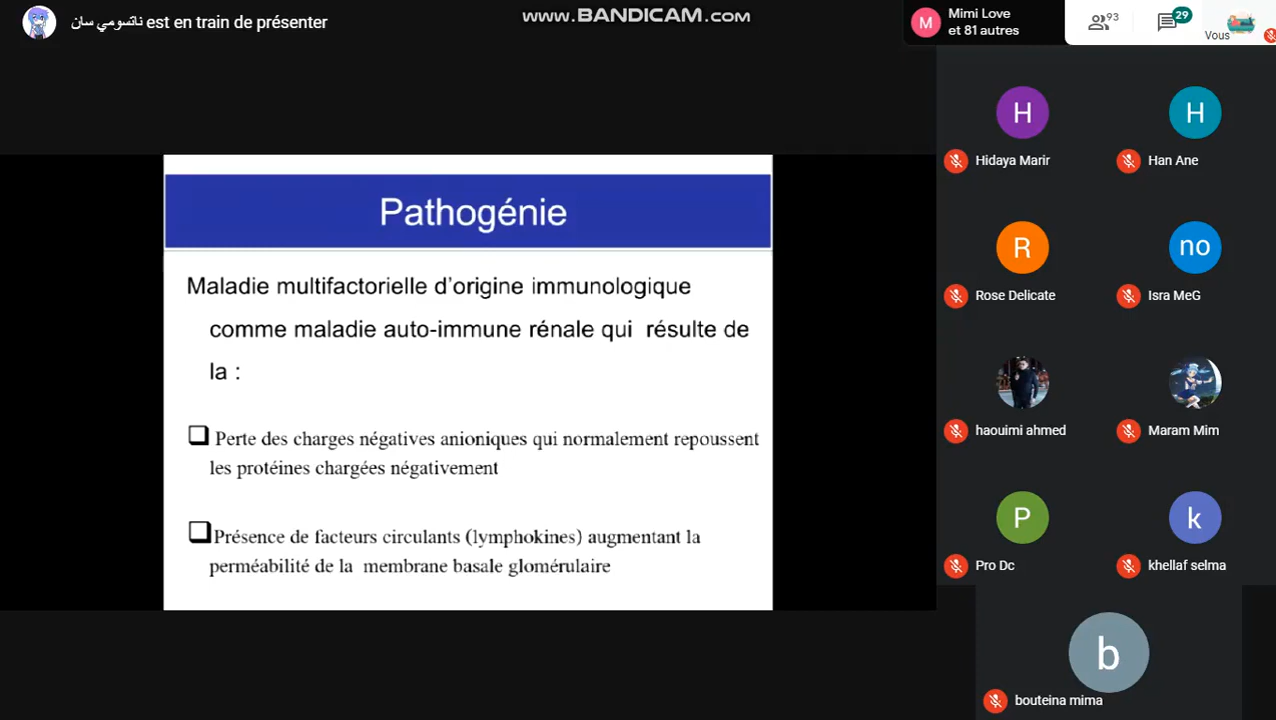 ناتسومي سان est en train de présenter
www.BANDICAM.com
Mimi Love
et 81 autres
93
29
Vous
Pathogénie
Maladie multifactorielle d'origine immunologique
comme maladie auto-immune rénale qui résulte de
la :
Perte des charges négatives anioniques qui normalement repoussent
les protéines chargées négativement
Présence de facteurs circulants (lymphokines) augmentant la
perméabilité de la membrane basale glomérulaire
M
H
Hidaya Marir
H
Han Ane
R
Rose Delicate
no
Isra MeG
haouimi ahmed
Maram Mim
P
Pro Dc
k
khellaf selma
b
bouteina mima